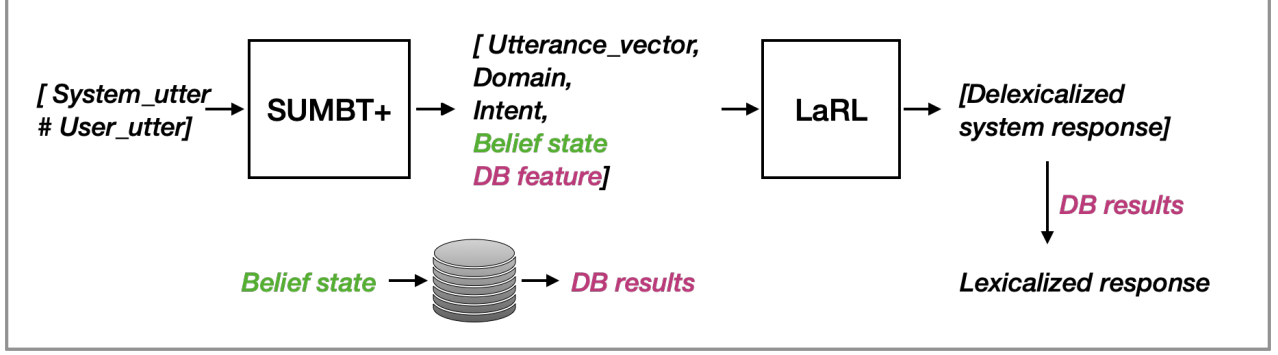 [ System_utter
# User_utter]
SUMBT+
[ Utterance_vector,
Domain,
Intent,
Belief state
DB feature]
LaRL
[Delexicalized
system response]
DB results
Lexicalized response
Belief state
DB results